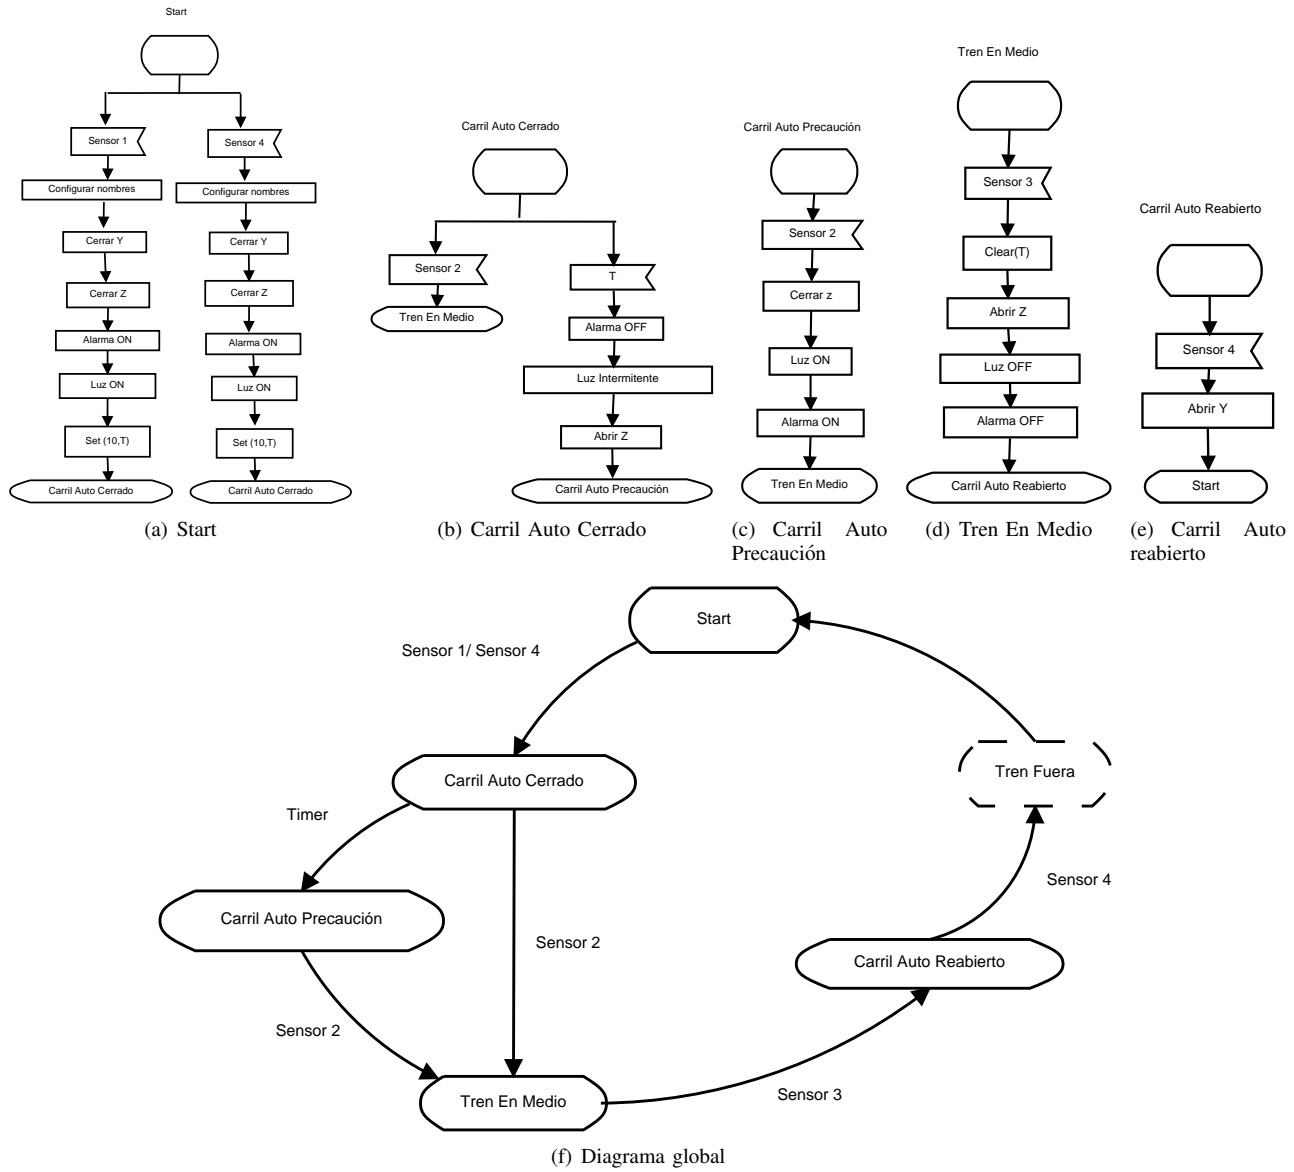 Start
Sensor 1
Configurar nombres
Cerrar Y
Cerrar Z
Alarma ON
Luz ON
Set (10,T)
Carril Auto Cerrado
Sensor 4
Configurar nombres
Cerrar Y
Cerrar Z
Alarma ON
Luz ON
Set (10,T)
Carril Auto Cerrado
(a) Start
Carril Auto Cerrado
Sensor 2
Tren En Medio
T
Alarma OFF
Luz Intermitente
Abrir Z
Carril Auto Precaución
(b) Carril Auto Cerrado
Carril Auto Precaución
Sensor 2
Cerrar z
Luz ON
Alarma ON
Tren En Medio
(c) Carril Auto
Precaución
Tren En Medio
Sensor 3
Clear(T)
Abrir Z
Luz OFF
Alarma OFF
Carril Auto Reabierto
(d) Tren En Medio
Carril Auto Reabierto
Sensor 4
Abrir Y
Start
(e) Carril Auto
reabierto
Start
Sensor 1/ Sensor 4
Carril Auto Cerrado
Tren Fuera
Timer
Sensor 4
Carril Auto Precaución
Sensor 2
Carril Auto Reabierto
Sensor 2
Sensor 3
Tren En Medio
(f) Diagrama global